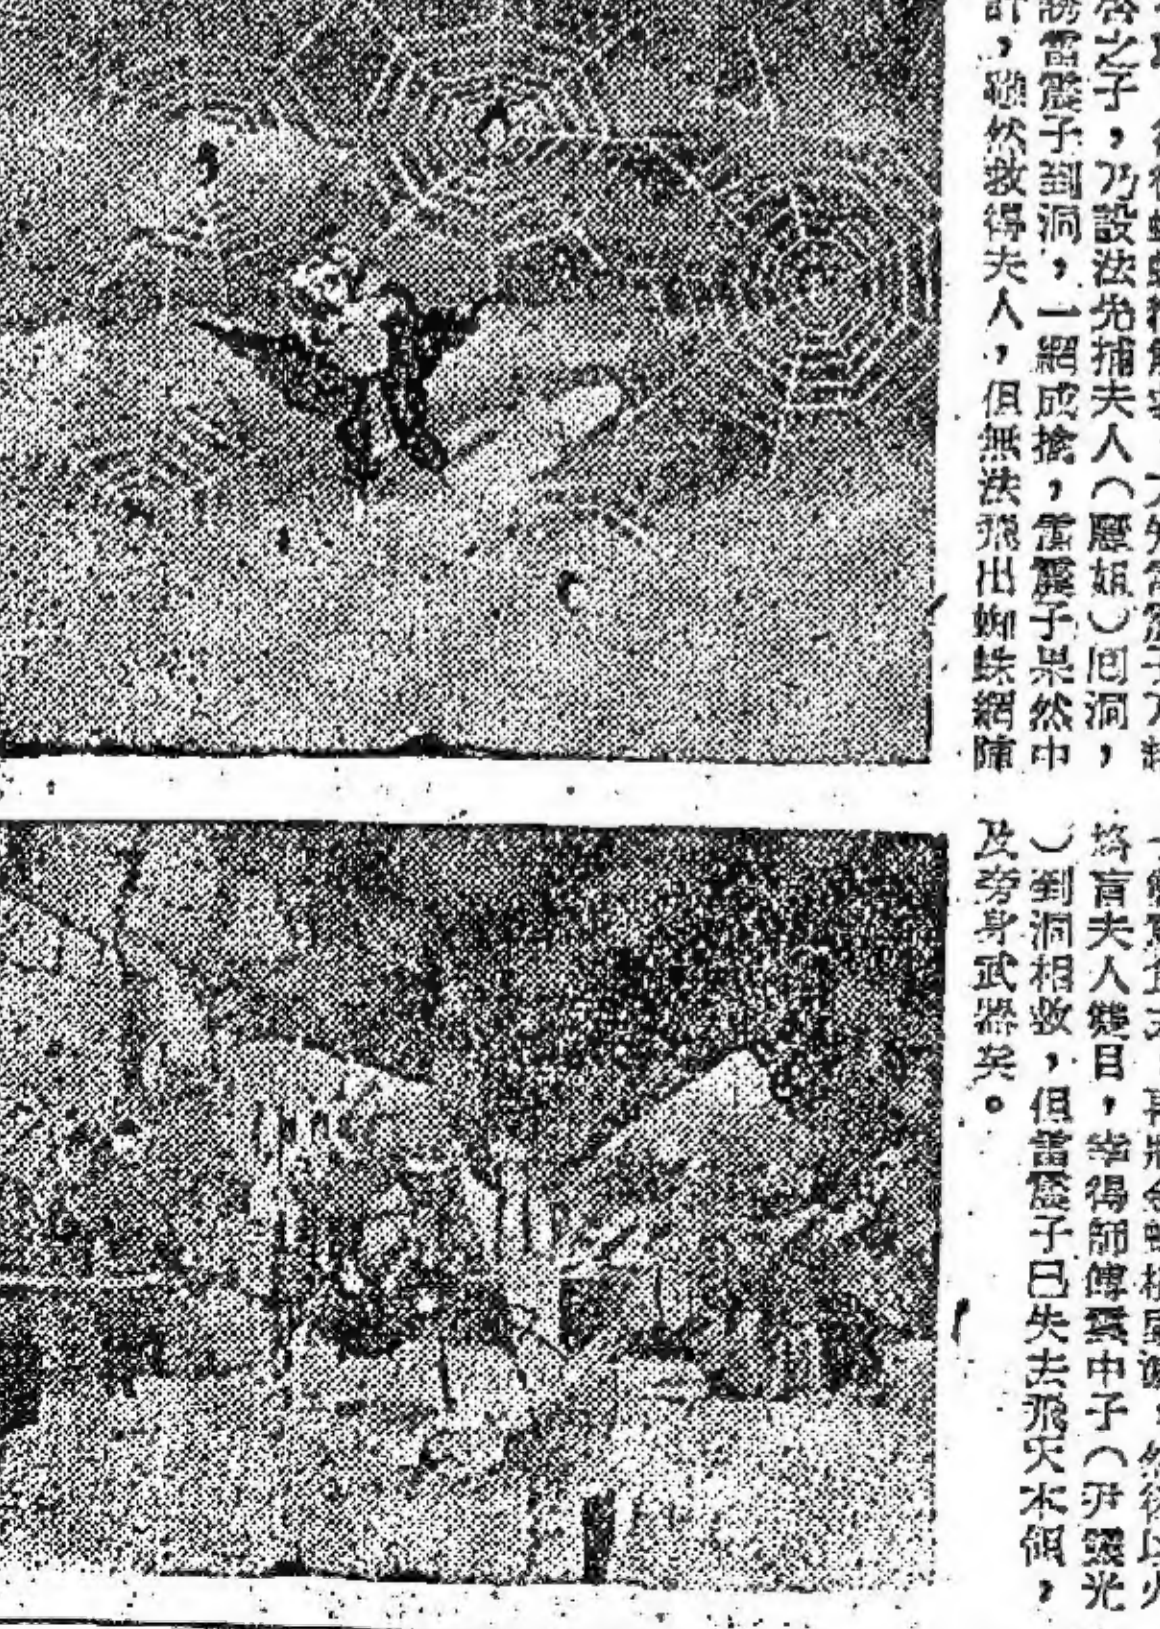 啓之子，乃設法先捕夫人（麗姐）囘洞，
誘雷震子到洞，一網成擒，雷震子果然中
計，雖然救得夫人，但無法飛出蜘蛛網陣
盲夫人雙目，幸得師傅雲中子（尹靈光
）到洞相救，但雷震子已失去飛天本領，
及旁身武器矣。